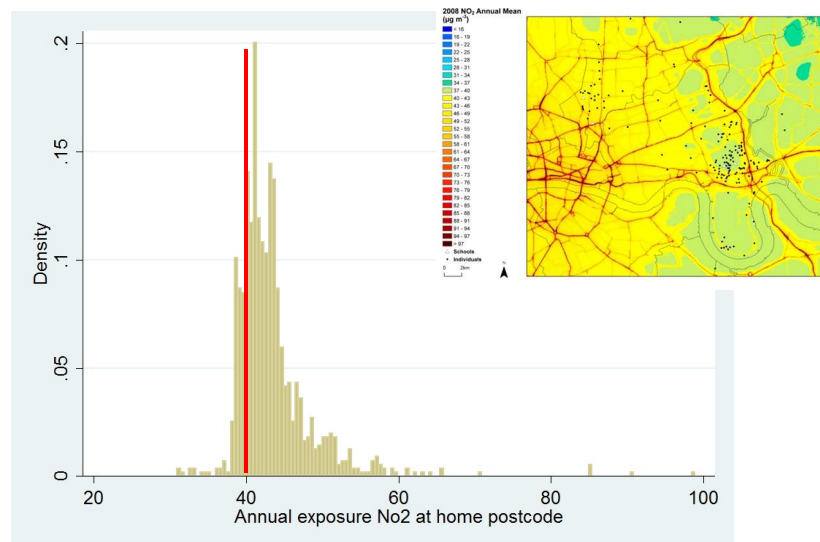 2008 NO₂ Annual Mean
(µg m⁻³)
< 16
16 - 19
19 - 22
22 - 25
25 - 28
28 - 31
31 - 34
34 - 37
37 - 40
40 - 43
43 - 46
46 - 49
49 - 52
52 - 55
55 - 58
58 - 61
61 - 64
64 - 67
67 - 70
70 - 73
73 - 76
76 - 79
79 - 82
82 - 85
85 - 88
88 - 91
91 - 94
94 - 97
> 97
Schools
Individuals
0 2km
N
.2
.15
.1
.05
0
Density
20 40 60 80 100
Annual exposure No2 at home postcode